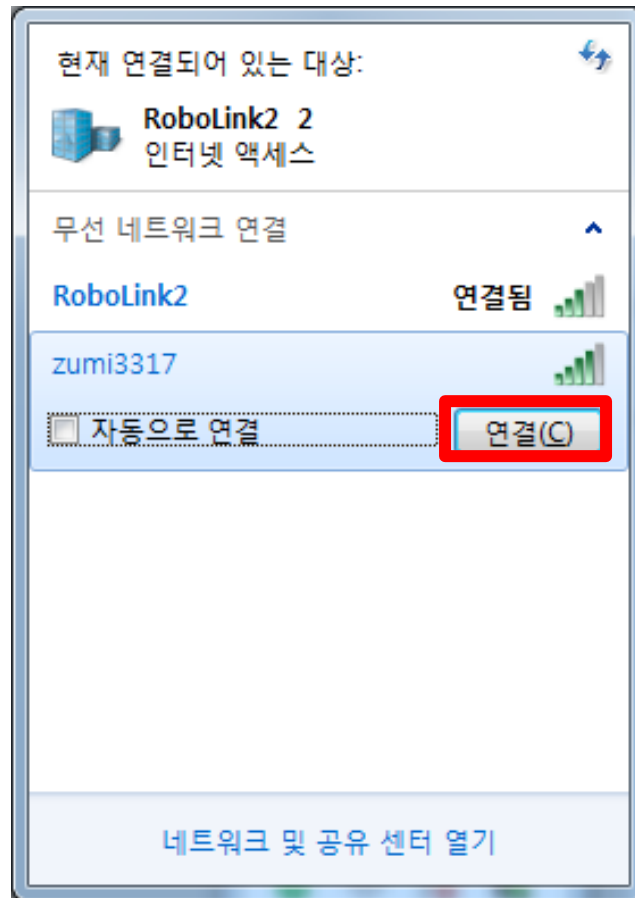 현재 연결되어 있는 대상:
RoboLink2 2
인터넷 액세스
무선 네트워크 연결
RoboLink2 연결됨
zumi3317
자동으로 연결 연결(C)
네트워크 및 공유 센터 열기